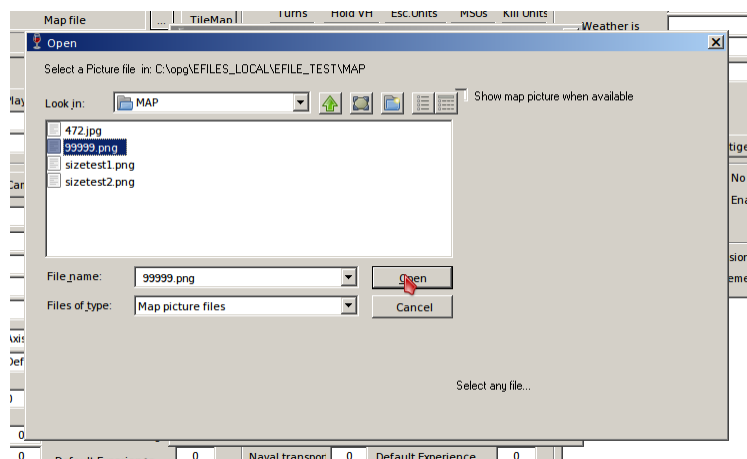 Turns Hold VH Esc.Units MSUs Kill Units
Map file ... TileMap Weather is
Open
Select a Picture file in: C:\opg\EFILES_LOCAL\EFILE_TEST\MAP
Look in: MAP Show map picture when available
472.jpg
99999.png
sizetest1.png
sizetest2.png
No
File name: 99999.png Open
Files of type: Map picture files Cancel
Select any file...
0
0
0 Naval transpor 0 Default Experience 0